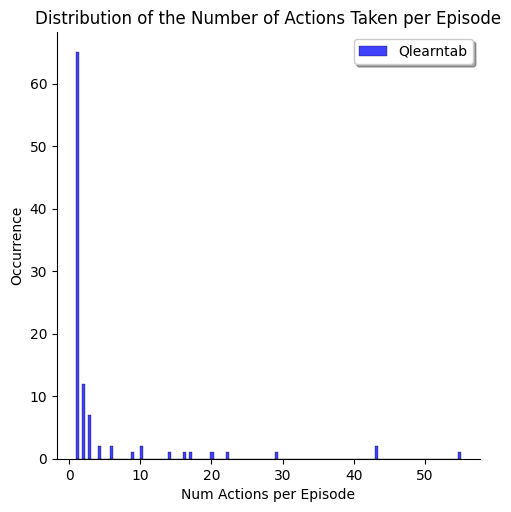 Distribution of the Number of Actions Taken per Episode
Qlearntab
60
50
40
30
20
10
0
Occurrence
0 10 20 30 40 50
Num Actions per Episode